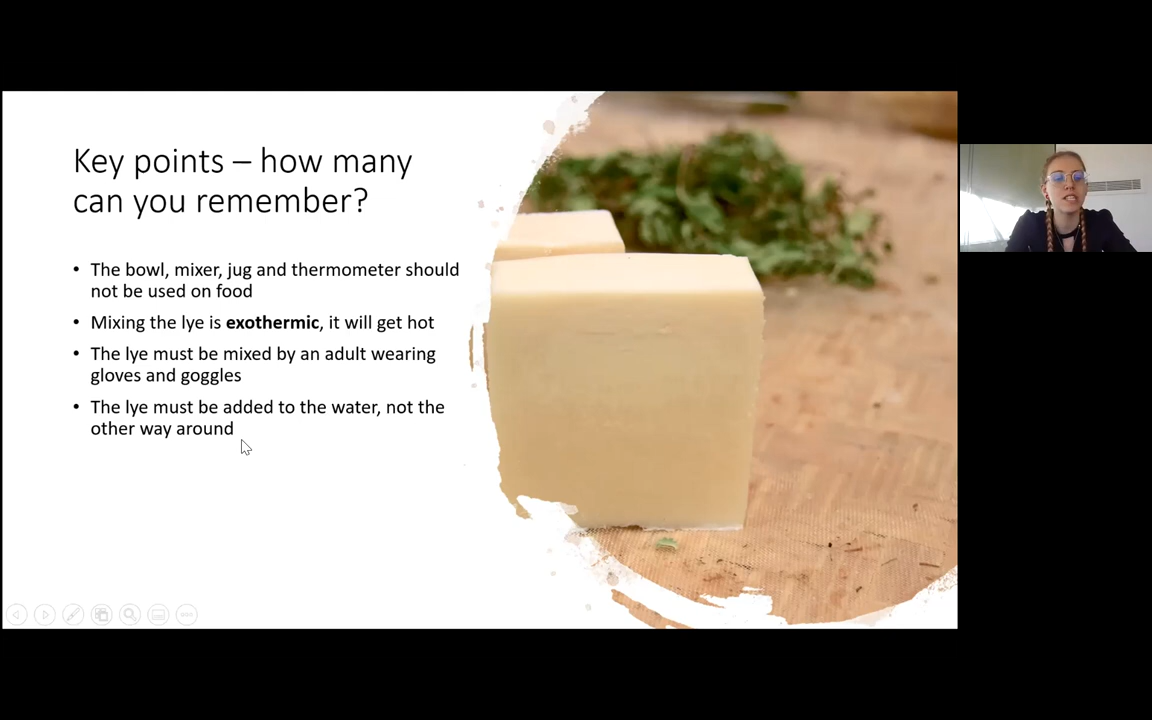 Key points – how many
can you remember?
• The bowl, mixer, jug and thermometer should
not be used on food
• Mixing the lye is exothermic, it will get hot
• The lye must be mixed by an adult wearing
gloves and goggles
• The lye must be added to the water, not the
other way around